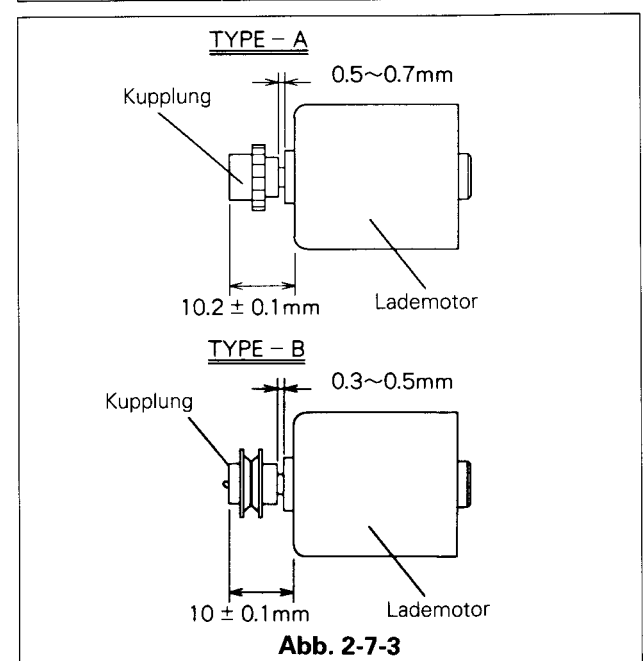 TYPE – A
0.5~0.7mm
Kupplung
10.2 ± 0.1mm
Lademotor
TYPE – B
0.3~0.5mm
Kupplung
10 ± 0.1mm
Lademotor
Abb. 2-7-3